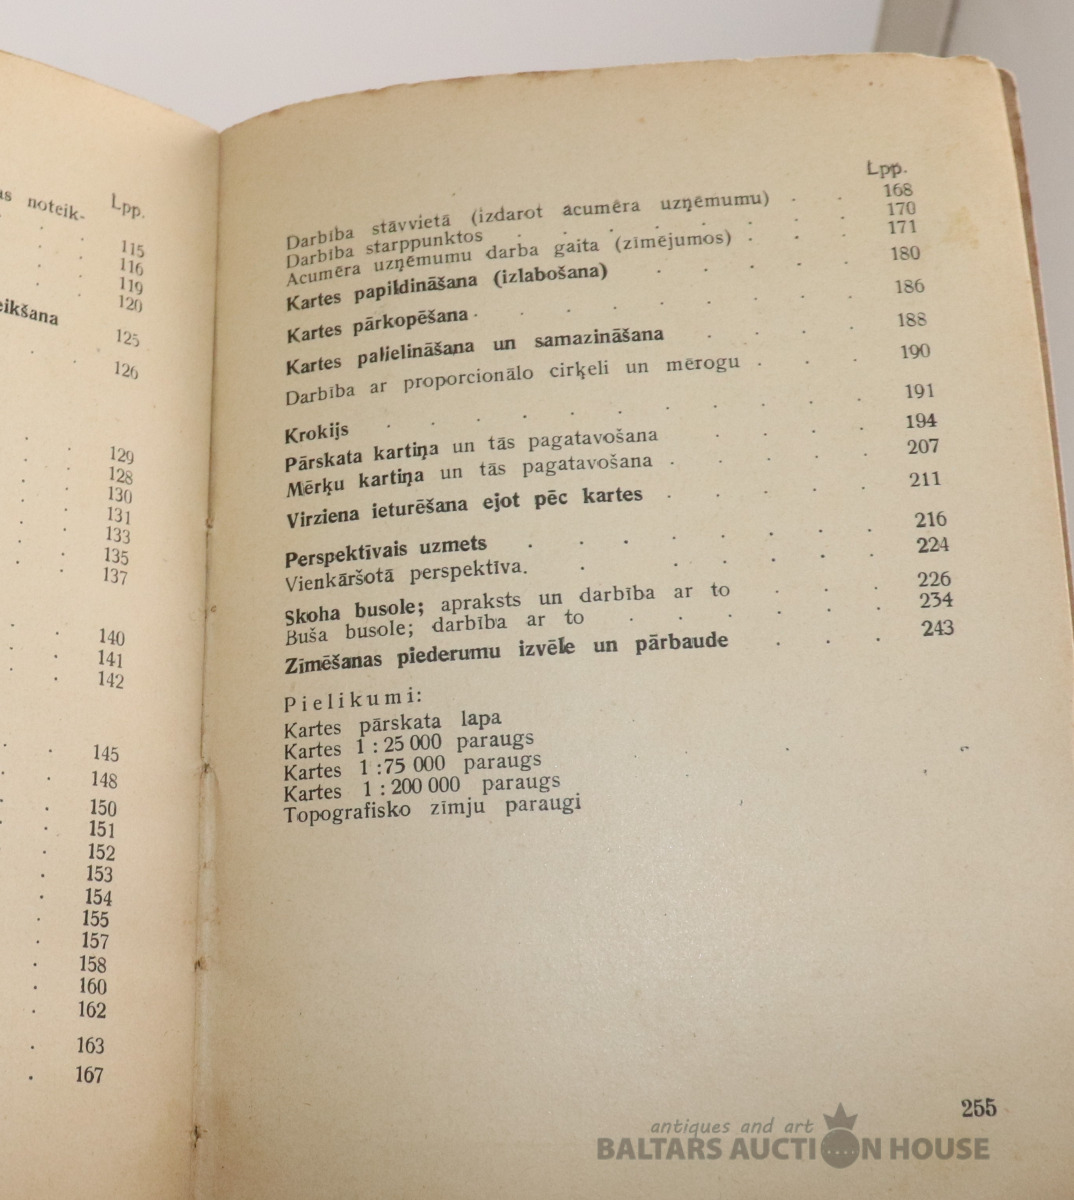 noteik-
Lpp.
115
116
119
120
eikšana
125
126
129
128
130
131
133
135
137
140
141
142
145
148
150
151
152
153
154
155
157
158
160
162
163
167
Lpp.
Darbība stāvvietā (izdarot acumēra uzņēmumu) . . 168
Darbība starppunktos . . . . . . . 170
Acumēra uzņēmumu darba gaita (zīmējumos) . . . 171
Kartes papildināšana (izlabošana) . . . . 180
Kartes pārkopēšana . . . . . . . 186
Kartes palielināšana un samazināšana . . . . 188
Darbība ar proporcionālo cirķeli un mērogu . . . 190
Krokijs . . . . . . . . . 191
Pārskata kartiņa un tās pagatavošana . . . . 194
Mērķu kartiņa un tās pagatavošana . . . . 207
Virziena ieturēšana ejot pēc kartes . . . . 211
Perspektīvais uzmets . . . . . . . 216
Vienkāršotā perspektīva. . . . . . . 224
Skoha busole; apraksts un darbība ar to . . . 226
Buša busole; darbība ar to . . . . . . 234
Zīmēšanas piederumu izvēle un pārbaude . . . 243
Pielikumi:
Kartes pārskata lapa
Kartes 1 : 25 000 paraugs
Kartes 1 : 75 000 paraugs
Kartes 1 : 200 000 paraugs
Topografisko zīmju paraugi
255
antiques and art
BALTARS AUCTION HOUSE